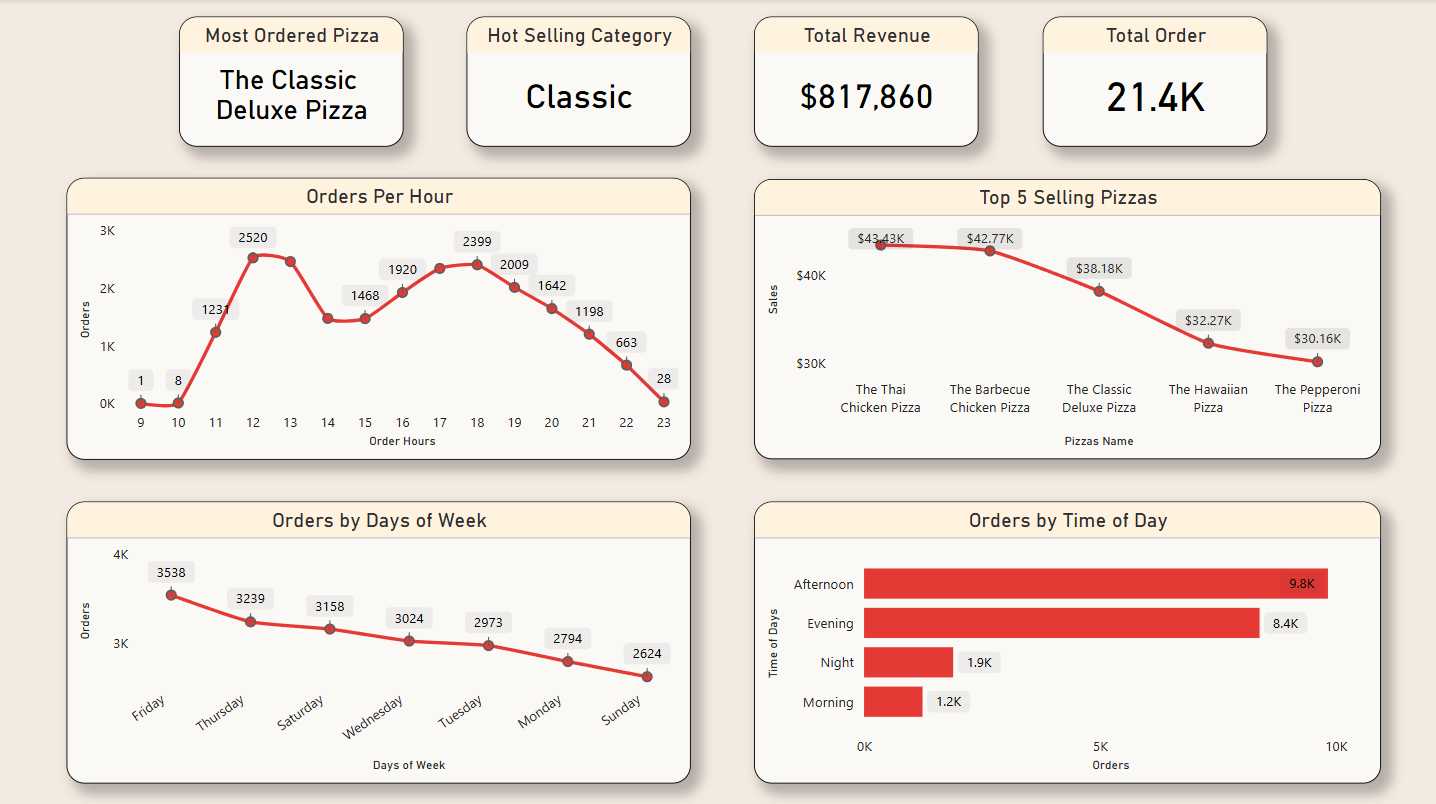 Most Ordered Pizza
The Classic
Deluxe Pizza
Hot Selling Category
Classic
Total Revenue
$817,860
Total Order
21.4K
Orders Per Hour
Orders
3K
2K
1K
0K
1
8
1231
2520
1468
1920
2399
2009
1642
1198
663
28
9 10 11 12 13 14 15 16 17 18 19 20 21 22 23
Order Hours
Top 5 Selling Pizzas
Sales
$40K
$30K
$43.43K
$42.77K
$38.18K
$32.27K
$30.16K
The Thai
Chicken Pizza
The Barbecue
Chicken Pizza
The Classic
Deluxe Pizza
The Hawaiian
Pizza
The Pepperoni
Pizza
Pizzas Name
Orders by Days of Week
Orders
4K
3K
3538
3239
3158
3024
2973
2794
2624
Friday
Thursday
Saturday
Wednesday
Tuesday
Monday
Sunday
Days of Week
Orders by Time of Day
Time of Days
Afternoon 9.8K
Evening 8.4K
Night 1.9K
Morning 1.2K
0K 5K 10K
Orders